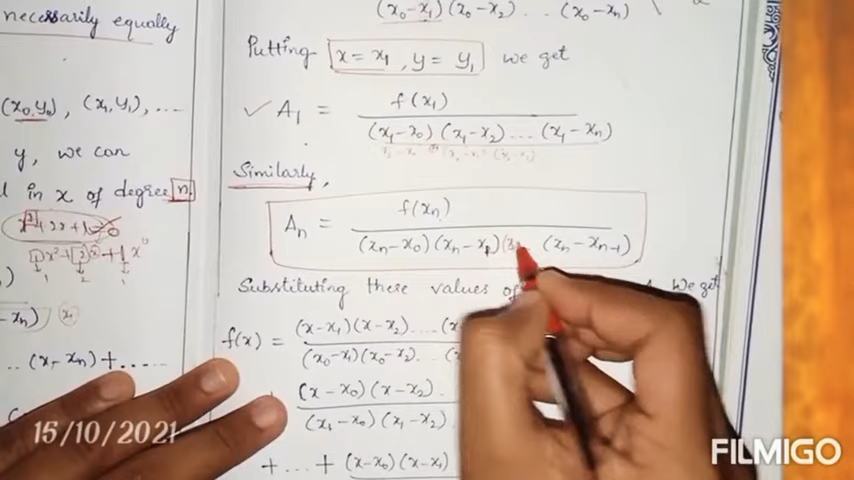 necessarily equally
(x₀,y₀), (x₁,y₁), ...
y, we can
in x of degree n.
(x₀-x₁)(x₀-x₂)...(x₀-xₙ)
Putting x = x₁, y = y₁ we get
✓ A₁ = f(x₁) / (x₁-x₀)(x₁-x₂)....(x₁-xₙ)
Similarly,
Aₙ = f(xₙ) / (xₙ-x₀)(xₙ-x₁)(x ... (xₙ-xₙ₋₁)
Substituting these values of we get
f(x) = (x-x₁)(x-x₂).... / (x₀-x₁)(x₀-x₂)...
+ (x-x₀)(x-x₂). / (x₁-x₀)(x₁-x₂)
+ ... + (x-x₀)(x-x₁)
-xₙ)
..(x,-xₙ)+.....
15/10/2021
FILMIGO